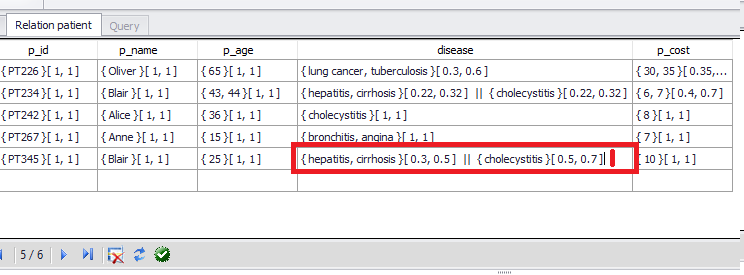 Relation patient Query
p_id p_name p_age disease p_cost
{ PT226 }[ 1, 1 ] { Oliver }[ 1, 1 ] { 65 }[ 1, 1 ] { lung cancer, tuberculosis }[ 0.3, 0.6 ] { 30, 35 }[ 0.35,...
{ PT234 }[ 1, 1 ] { Blair }[ 1, 1 ] { 43, 44 }[ 1, 1 ] { hepatitis, cirrhosis }[ 0.22, 0.32 ] || { cholecystitis }[ 0.22, 0.32 ] { 6, 7 }[ 0.4, 0.7 ]
{ PT242 }[ 1, 1 ] { Alice }[ 1, 1 ] { 36 }[ 1, 1 ] { cholecystitis }[ 1, 1 ] { 8 }[ 1, 1 ]
{ PT267 }[ 1, 1 ] { Anne }[ 1, 1 ] { 15 }[ 1, 1 ] { bronchitis, angina }[ 1, 1 ] { 7 }[ 1, 1 ]
{ PT345 }[ 1, 1 ] { Blair }[ 1, 1 ] { 25 }[ 1, 1 ] { hepatitis, cirrhosis }[ 0.3, 0.5 ] || { cholecystitis }[ 0.5, 0.7 ] { 10 }[ 1, 1 ]
5 / 6